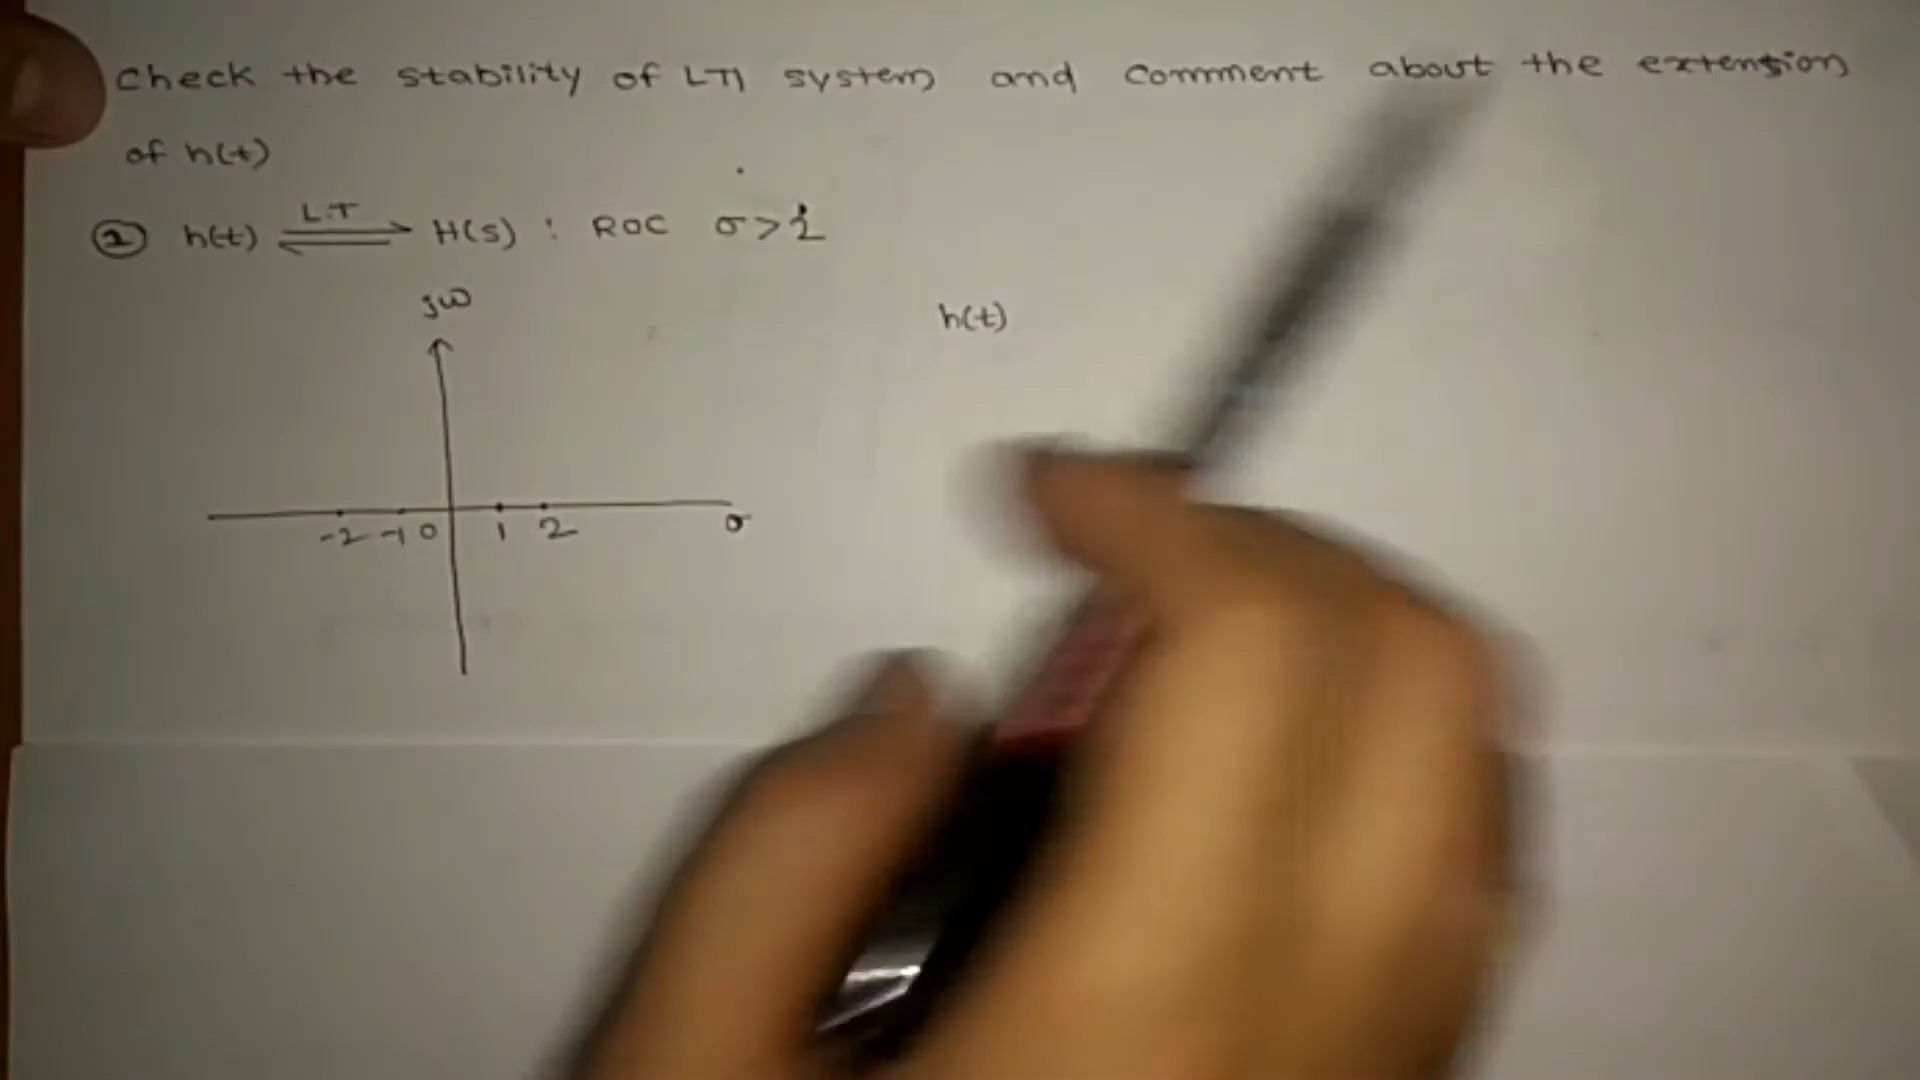 Check the stability of LTI system and comment about the extension
of h(t)
② h(t) L.T ⇌ H(s) : ROC σ>1
jω
h(t)
-2 -1 0 1 2 σ